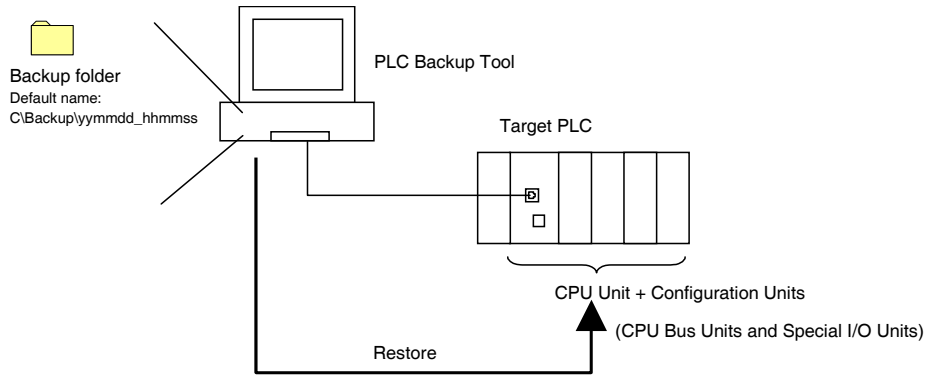 Backup folder
Default name:
C\Backup\yymmdd_hhmmss
PLC Backup Tool
Target PLC
CPU Unit + Configuration Units
(CPU Bus Units and Special I/O Units)
Restore